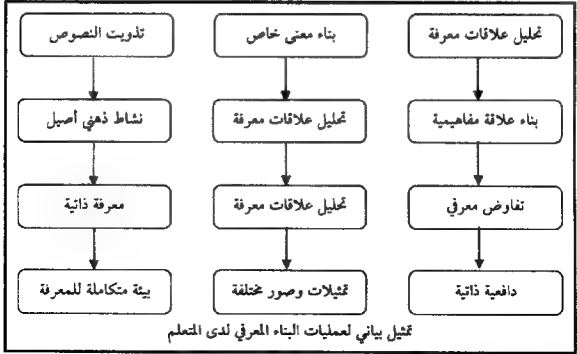 تحليل علاقات معرفة
بناء معنى خاص
تذويت النصوص
بناء علاقة مفاهيمية
تحليل علاقات معرفة
نشاط ذهني أصيل
تفاوض معرفي
تحليل علاقات معرفة
معرفة ذاتية
دافعية ذاتية
تمثيلات وصور مختلفة
بيئة متكاملة للمعرفة
تمثيل بياني لعمليات البناء المعرفي لدى المتعلم